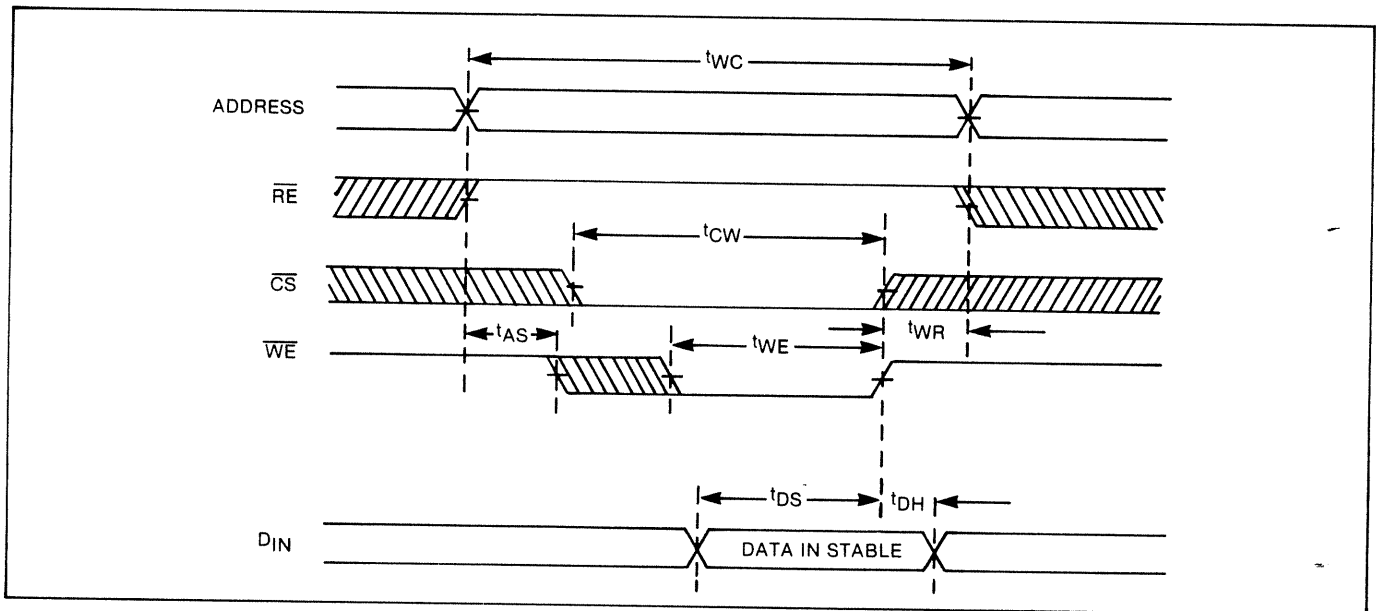 tWC
ADDRESS
RE
tCW
CS
tAS
tWE
tWR
WE
tDS
tDH
DIN
DATA IN STABLE